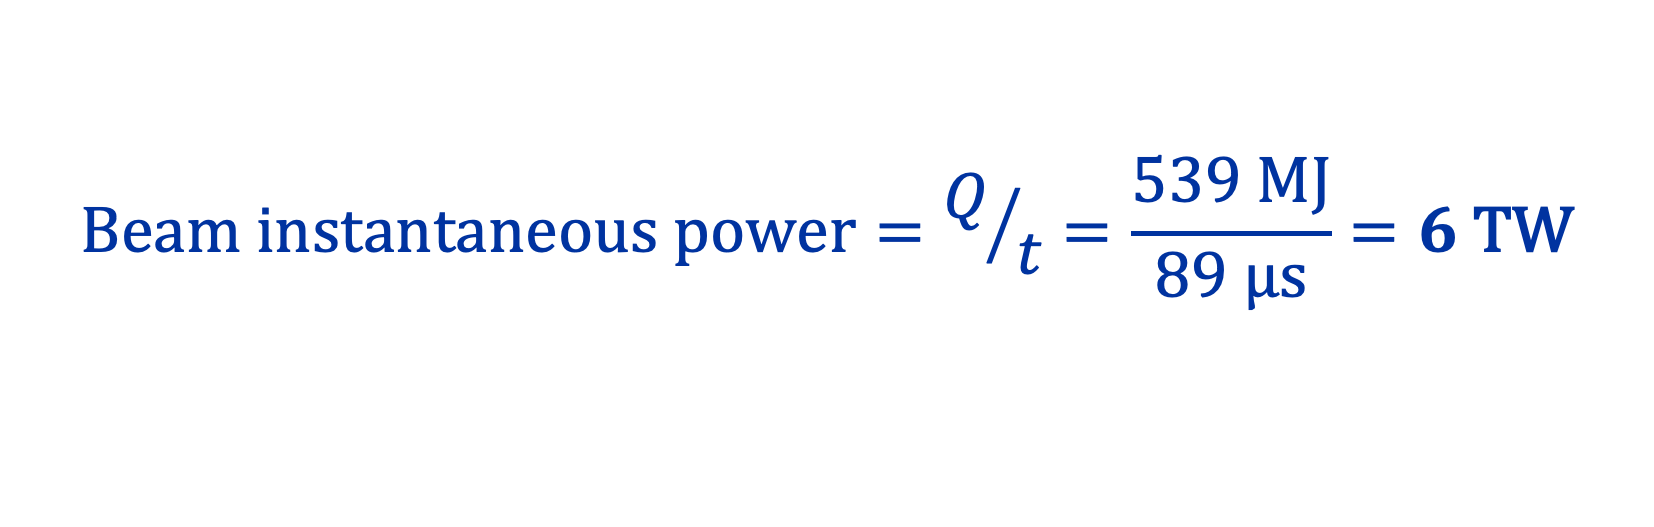 Beam instantaneous power = Q/t = 539 MJ / 89 μs = 6 TW